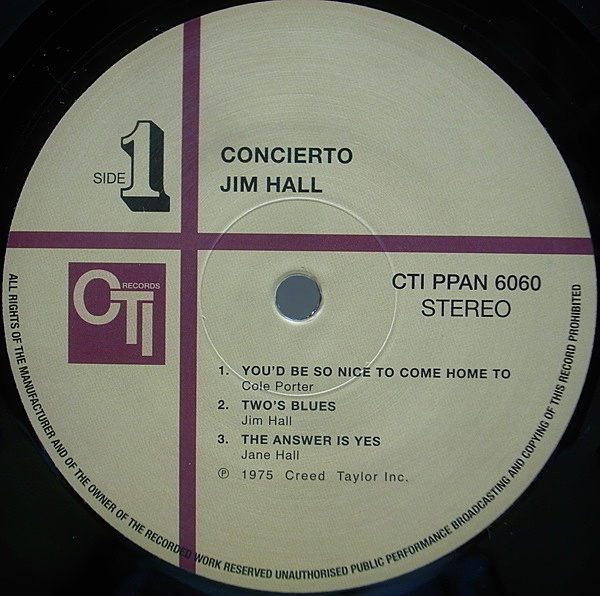 CONCIERTO
JIM HALL
SIDE 1
CTI RECORDS
CTI PPAN 6060
STEREO
1. YOU'D BE SO NICE TO COME HOME TO
Cole Porter
2. TWO'S BLUES
Jim Hall
3. THE ANSWER IS YES
Jane Hall
℗ 1975 Creed Taylor Inc.
ALL RIGHTS OF THE MANUFACTURER AND OF THE OWNER OF THE RECORDED WORK RESERVED UNAUTHORISED PUBLIC PERFORMANCE BROADCASTING AND COPYING OF THIS RECORD PROHIBITED